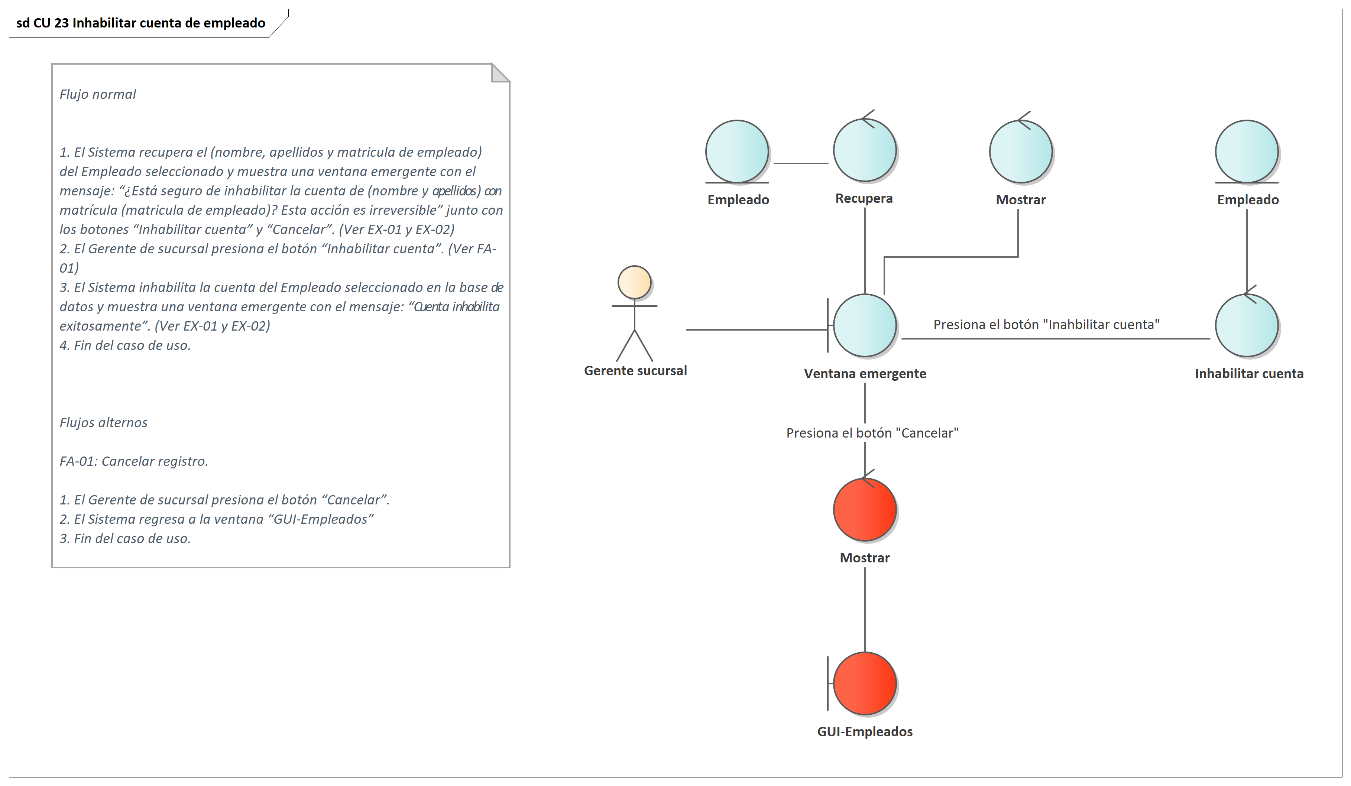 sd CU 23 Inhabilitar cuenta de empleado
Flujo normal
1. El Sistema recupera el (nombre, apellidos y matricula de empleado)
del Empleado seleccionado y muestra una ventana emergente con el
mensaje: “¿Está seguro de inhabilitar la cuenta de (nombre y apellidos) con
matrícula (matricula de empleado)? Esta acción es irreversible” junto con
los botones “Inhabilitar cuenta” y “Cancelar”. (Ver EX-01 y EX-02)
2. El Gerente de sucursal presiona el botón “Inhabilitar cuenta”. (Ver FA-
01)
3. El Sistema inhabilita la cuenta del Empleado seleccionado en la base de
datos y muestra una ventana emergente con el mensaje: “Cuenta inhabilita
exitosamente”. (Ver EX-01 y EX-02)
4. Fin del caso de uso.
Flujos alternos
FA-01: Cancelar registro.
1. El Gerente de sucursal presiona el botón “Cancelar”.
2. El Sistema regresa a la ventana “GUI-Empleados”
3. Fin del caso de uso.
Empleado
Recupera
Mostrar
Empleado
Gerente sucursal
Ventana emergente
Presiona el botón "Inahbilitar cuenta"
Inhabilitar cuenta
Presiona el botón "Cancelar"
Mostrar
GUI-Empleados